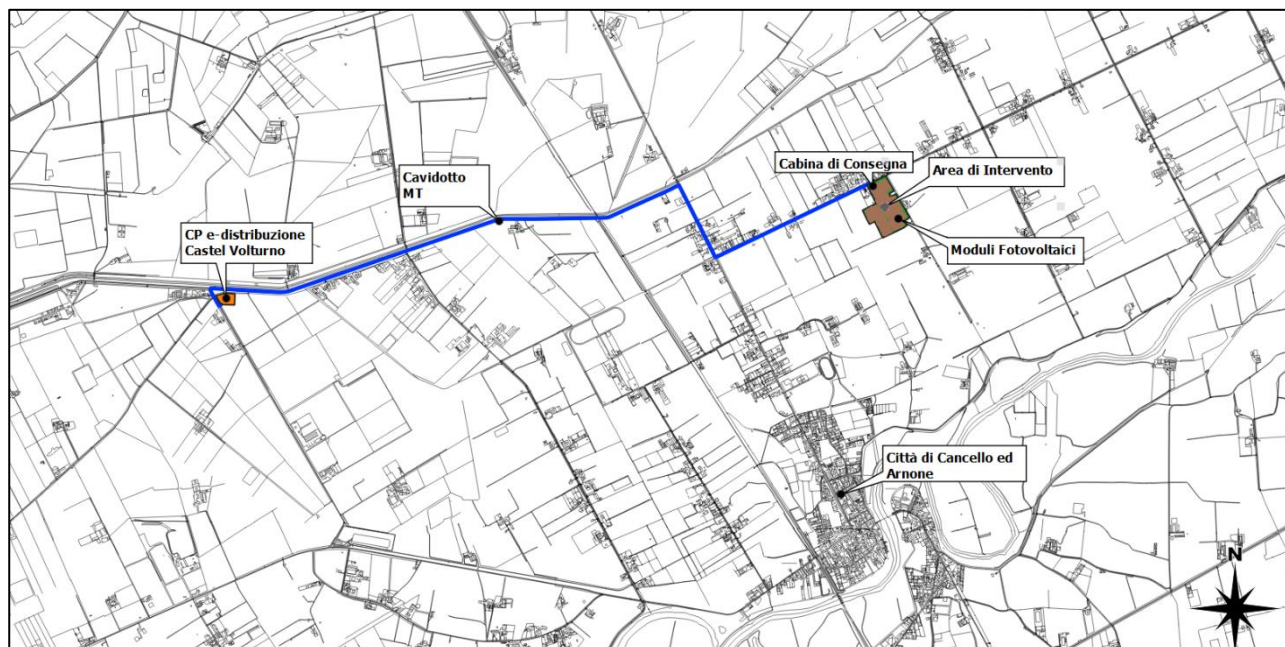 Cabina di Consegna
Area di Intervento
Cavidotto
MT
CP e-distribuzione
Castel Volturno
Moduli Fotovoltaici
Città di Cancello ed
Arnone
N